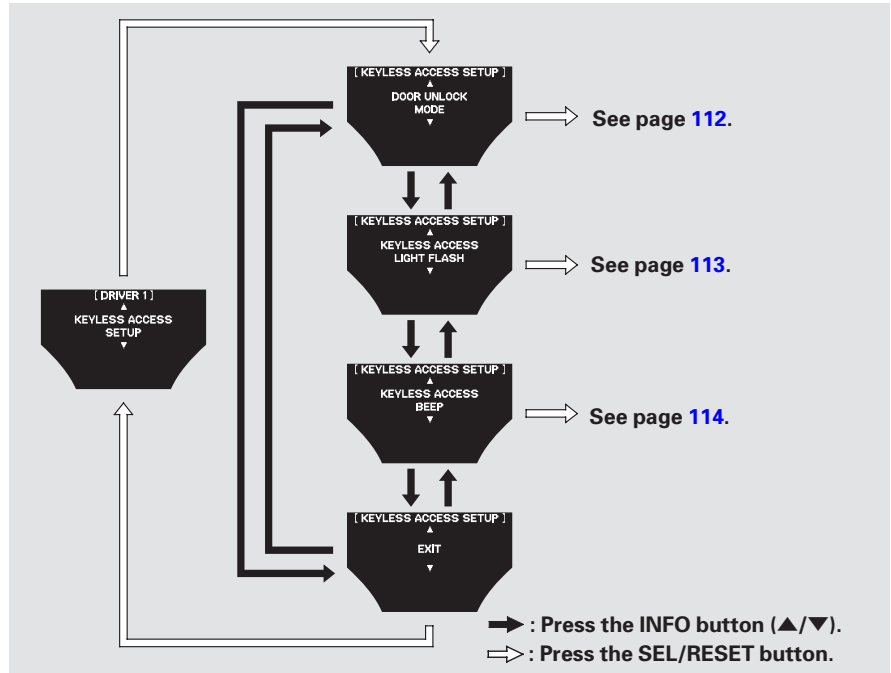 [ KEYLESS ACCESS SETUP ]
▲
DOOR UNLOCK
MODE
▼
See page 112.
[ KEYLESS ACCESS SETUP ]
▲
KEYLESS ACCESS
LIGHT FLASH
▼
See page 113.
[ DRIVER 1 ]
▲
KEYLESS ACCESS
SETUP
▼
[ KEYLESS ACCESS SETUP ]
▲
KEYLESS ACCESS
BEEP
▼
See page 114.
[ KEYLESS ACCESS SETUP ]
▲
EXIT
▼
: Press the INFO button (▲/▼).
: Press the SEL/RESET button.